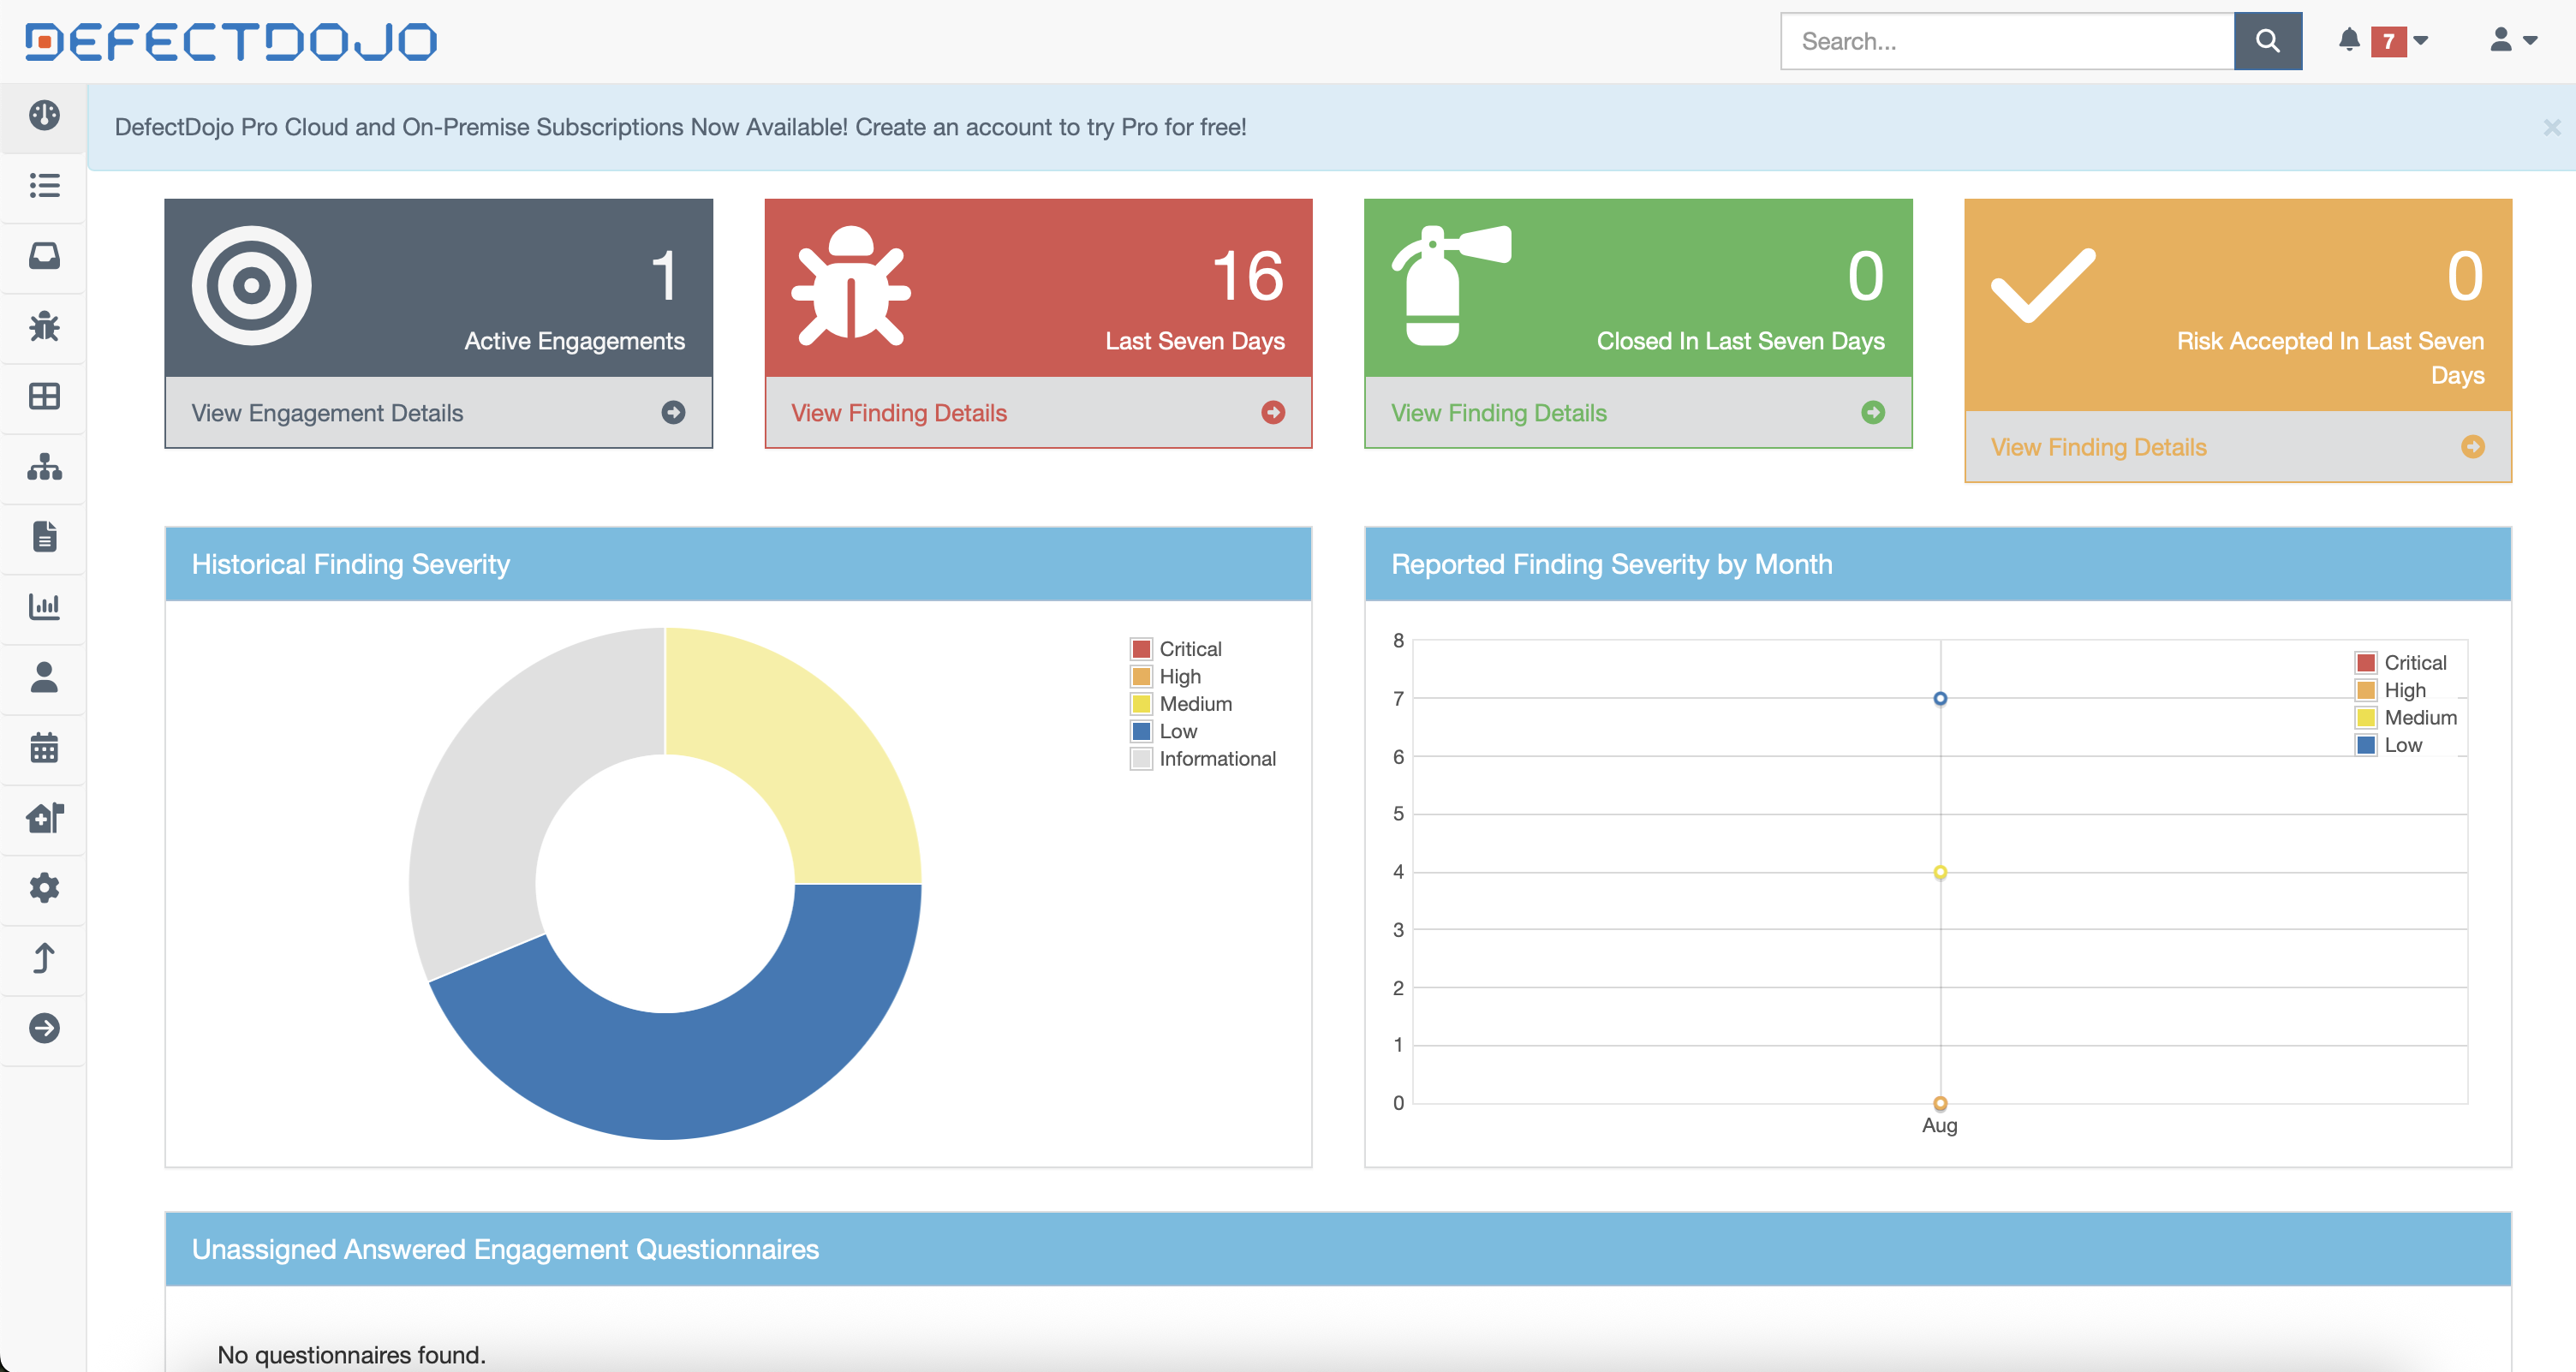 DEFECTDOJO
Search...
7
DefectDojo Pro Cloud and On-Premise Subscriptions Now Available! Create an account to try Pro for free!
×
1
Active Engagements
View Engagement Details
16
Last Seven Days
View Finding Details
0
Closed In Last Seven Days
View Finding Details
0
Risk Accepted In Last Seven
Days
View Finding Details
Historical Finding Severity
Critical
High
Medium
Low
Informational
Reported Finding Severity by Month
8
7
6
5
4
3
2
1
0
Aug
Critical
High
Medium
Low
Unassigned Answered Engagement Questionnaires
No questionnaires found.